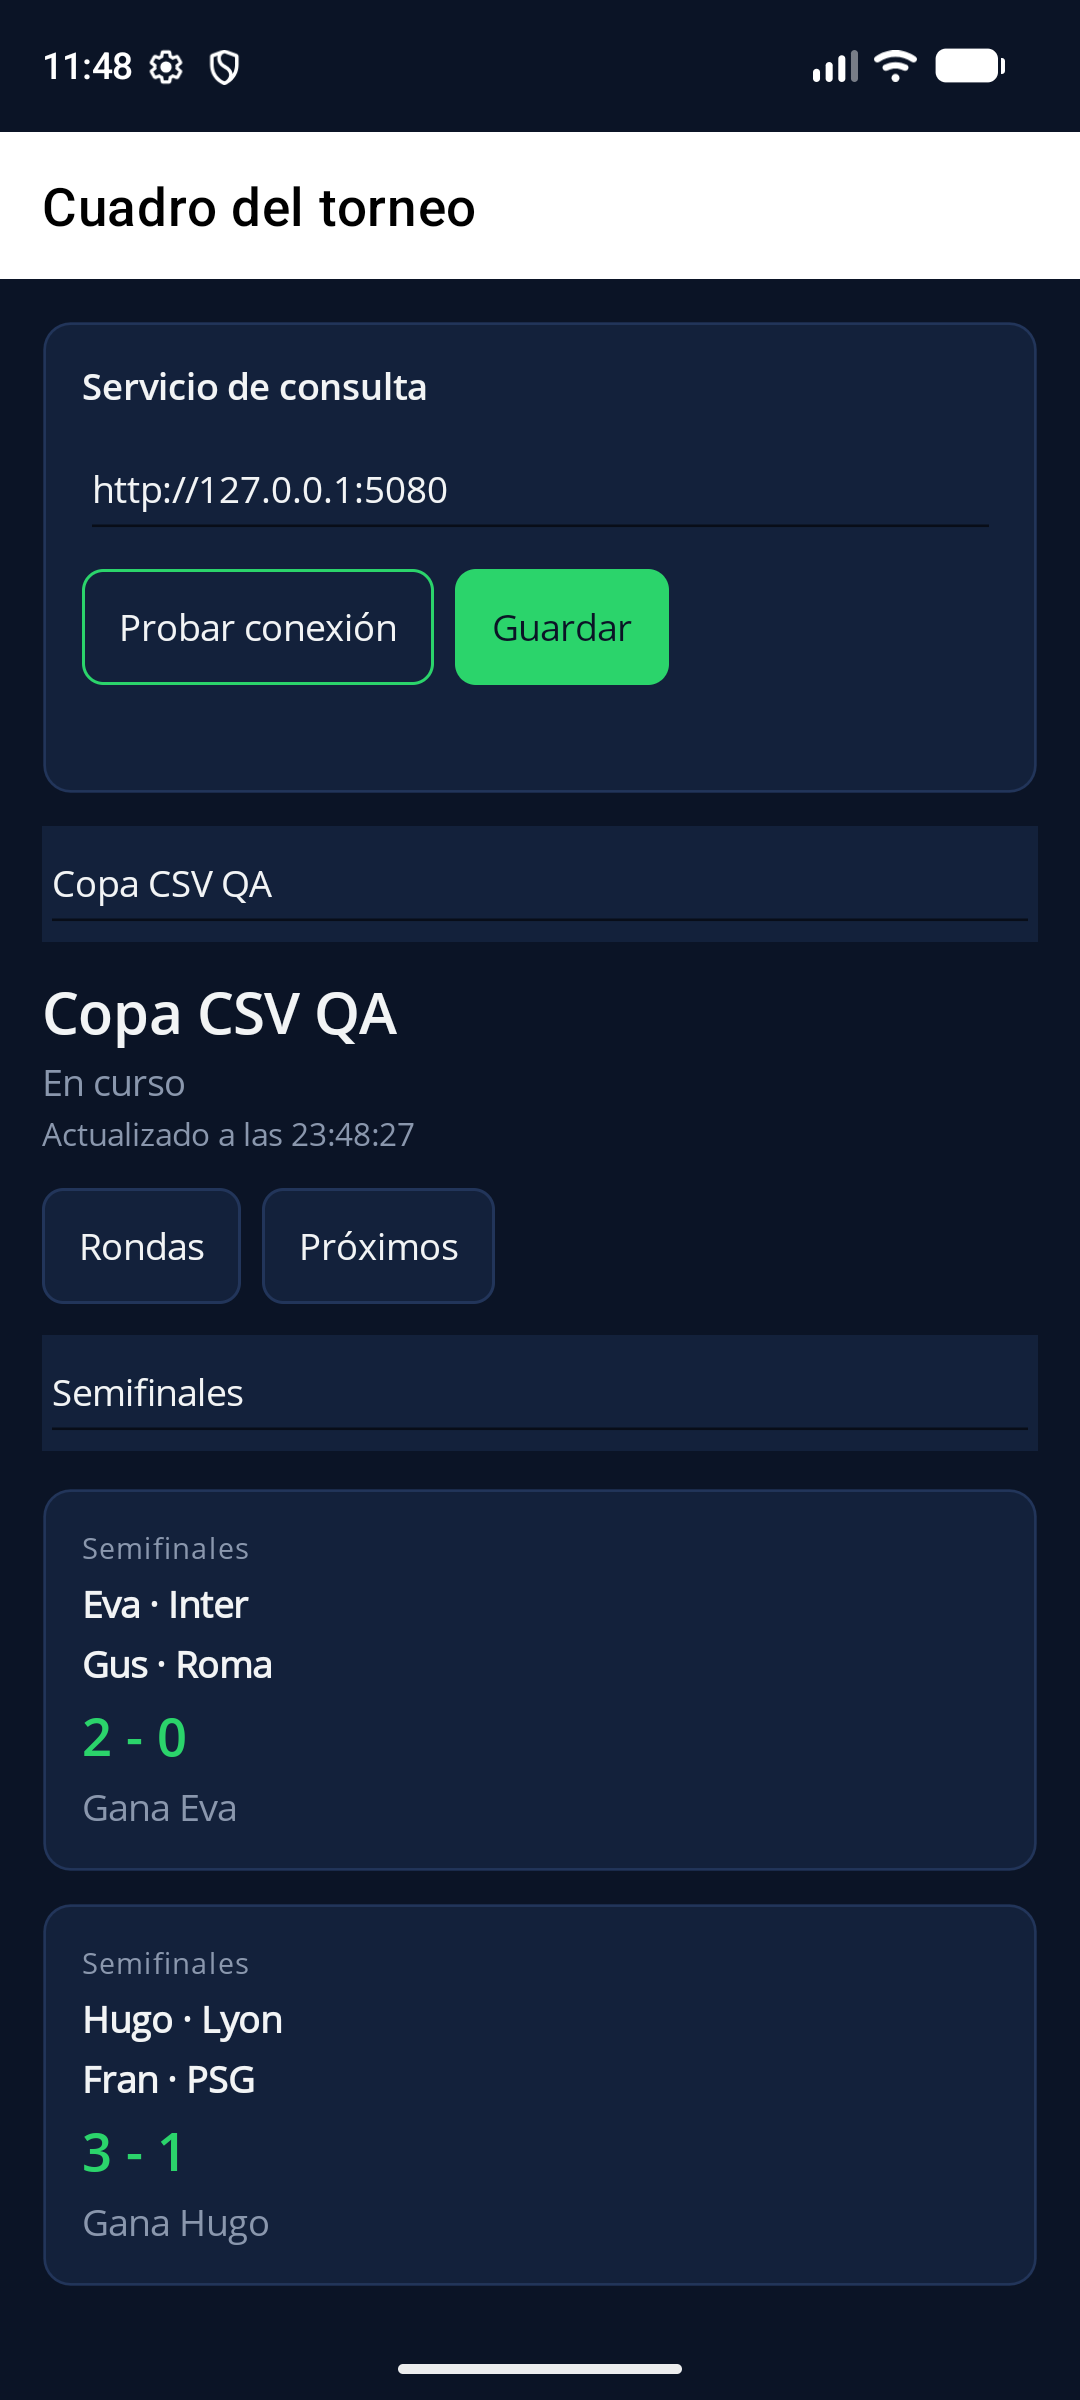 11:48
Cuadro del torneo
Servicio de consulta
http://127.0.0.1:5080
Probar conexión
Guardar
Copa CSV QA
Copa CSV QA
En curso
Actualizado a las 23:48:27
Rondas
Próximos
Semifinales
Semifinales
Eva · Inter
Gus · Roma
2 - 0
Gana Eva
Semifinales
Hugo · Lyon
Fran · PSG
3 - 1
Gana Hugo